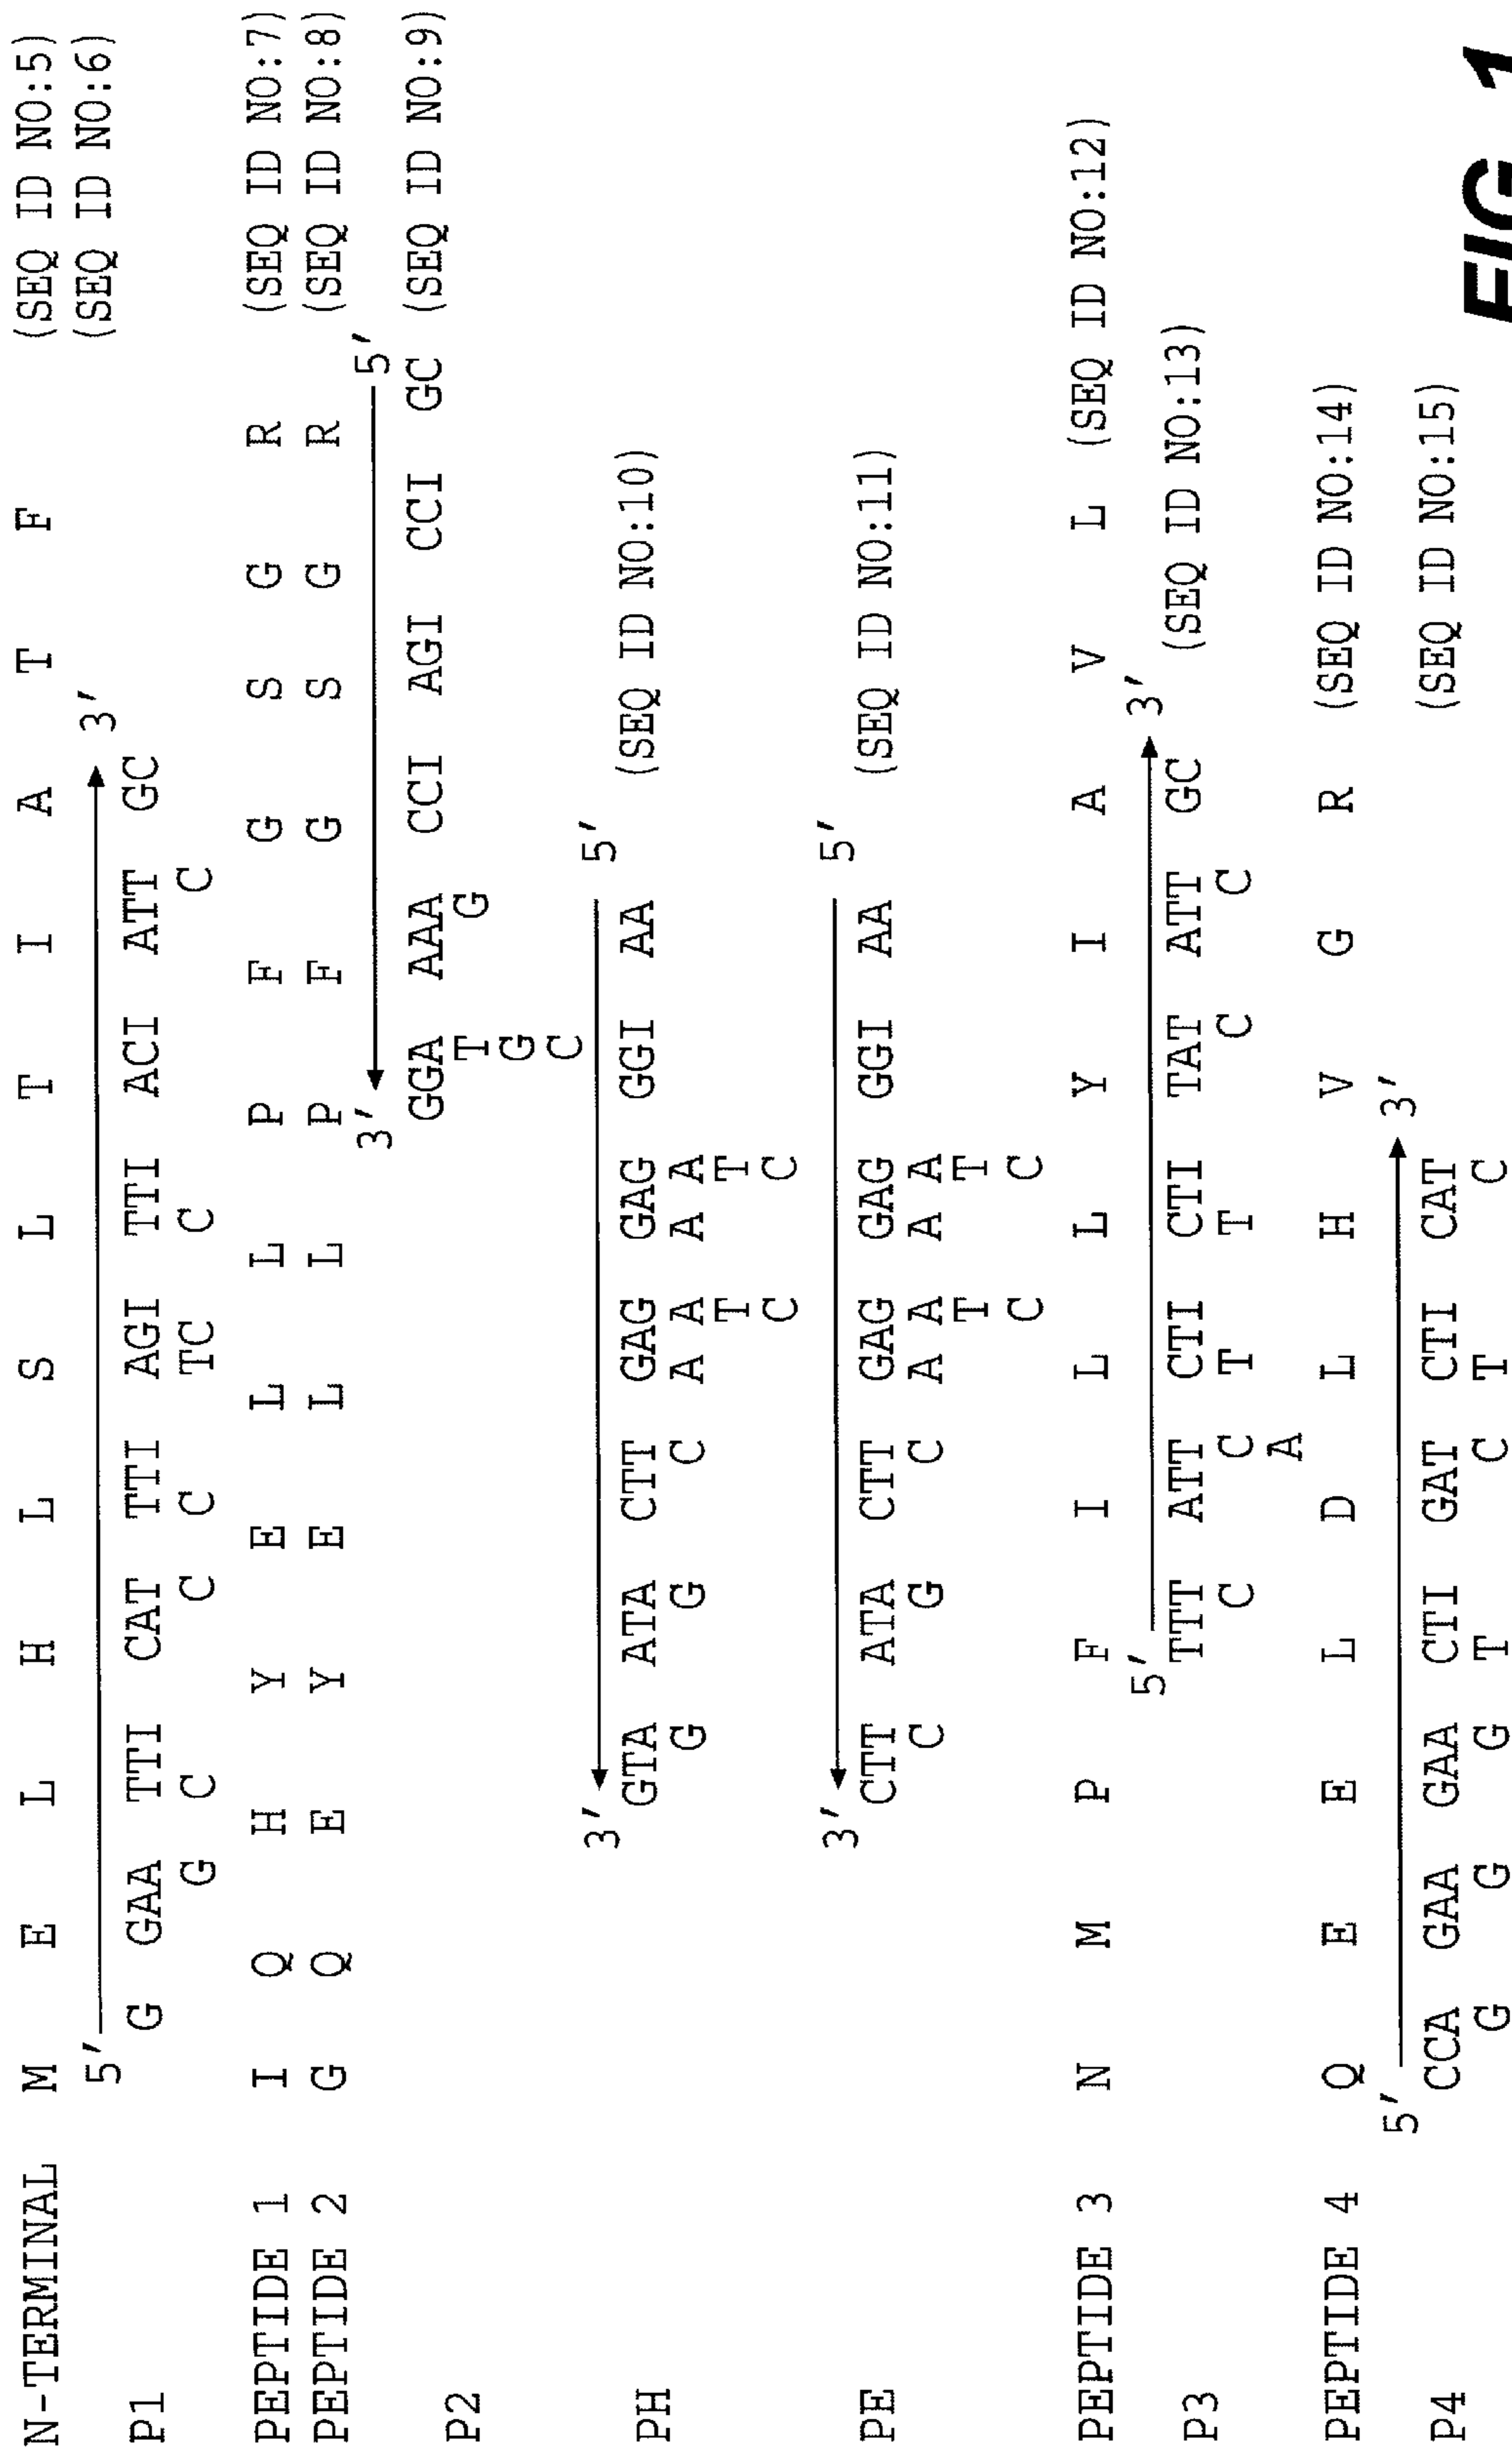 N-TERMINAL M E L H L S L T I A T F (SEQ ID NO:5)
(SEQ ID NO:6)
5' 3'
P1 G GAA TTI CAT TTI AGI TTI ACI ATT GC
G C C C TC C C
PEPTIDE 1 I Q H Y E L L P F G S G R (SEQ ID NO:7)
PEPTIDE 2 G Q E Y E L L P F G S G R (SEQ ID NO:8)
3' 5'
P2 GGA AAA CCI AGI CCI GC (SEQ ID NO:9)
T G
G
C
3' 5'
PH GTA ATA CTT GAG GAG GGI AA (SEQ ID NO:10)
G G C A A A A
T T
C C
3' 5'
PE CTT ATA CTT GAG GAG GGI AA (SEQ ID NO:11)
C G C A A A A
T T
C C
PEPTIDE 3 N M P F I L L Y I A V L (SEQ ID NO:12)
5' 3'
P3 TTT ATT CTI CTI TAT ATT GC (SEQ ID NO:13)
C C T T C C
A
PEPTIDE 4 Q E E L D L H V G R (SEQ ID NO:14)
5' 3'
P4 CCA GAA GAA CTI GAT CTI CAT (SEQ ID NO:15)
G G G T C T C
FIG. 1